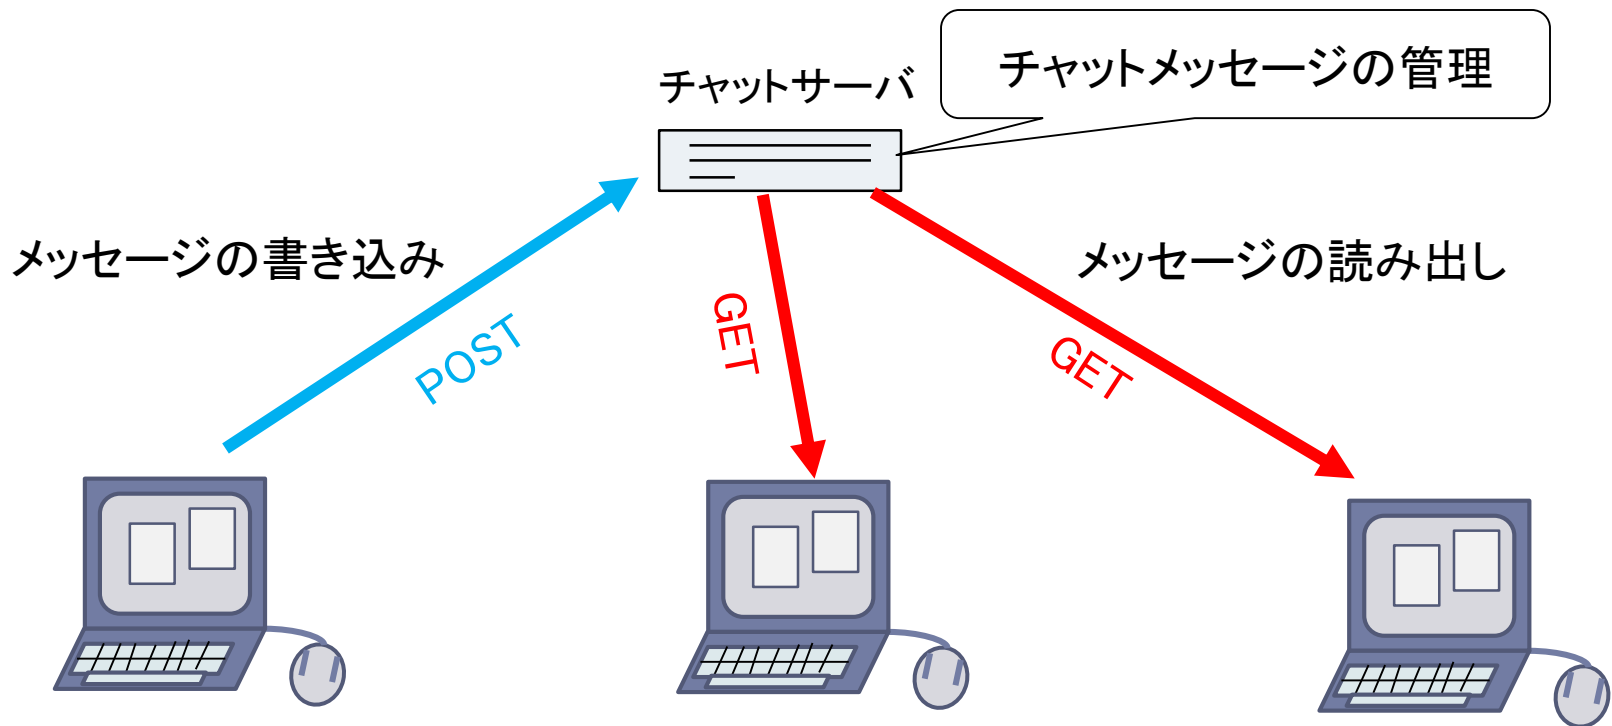 チャットメッセージの管理
チャットサーバ
メッセージの書き込み
メッセージの読み出し
POST
GET
GET